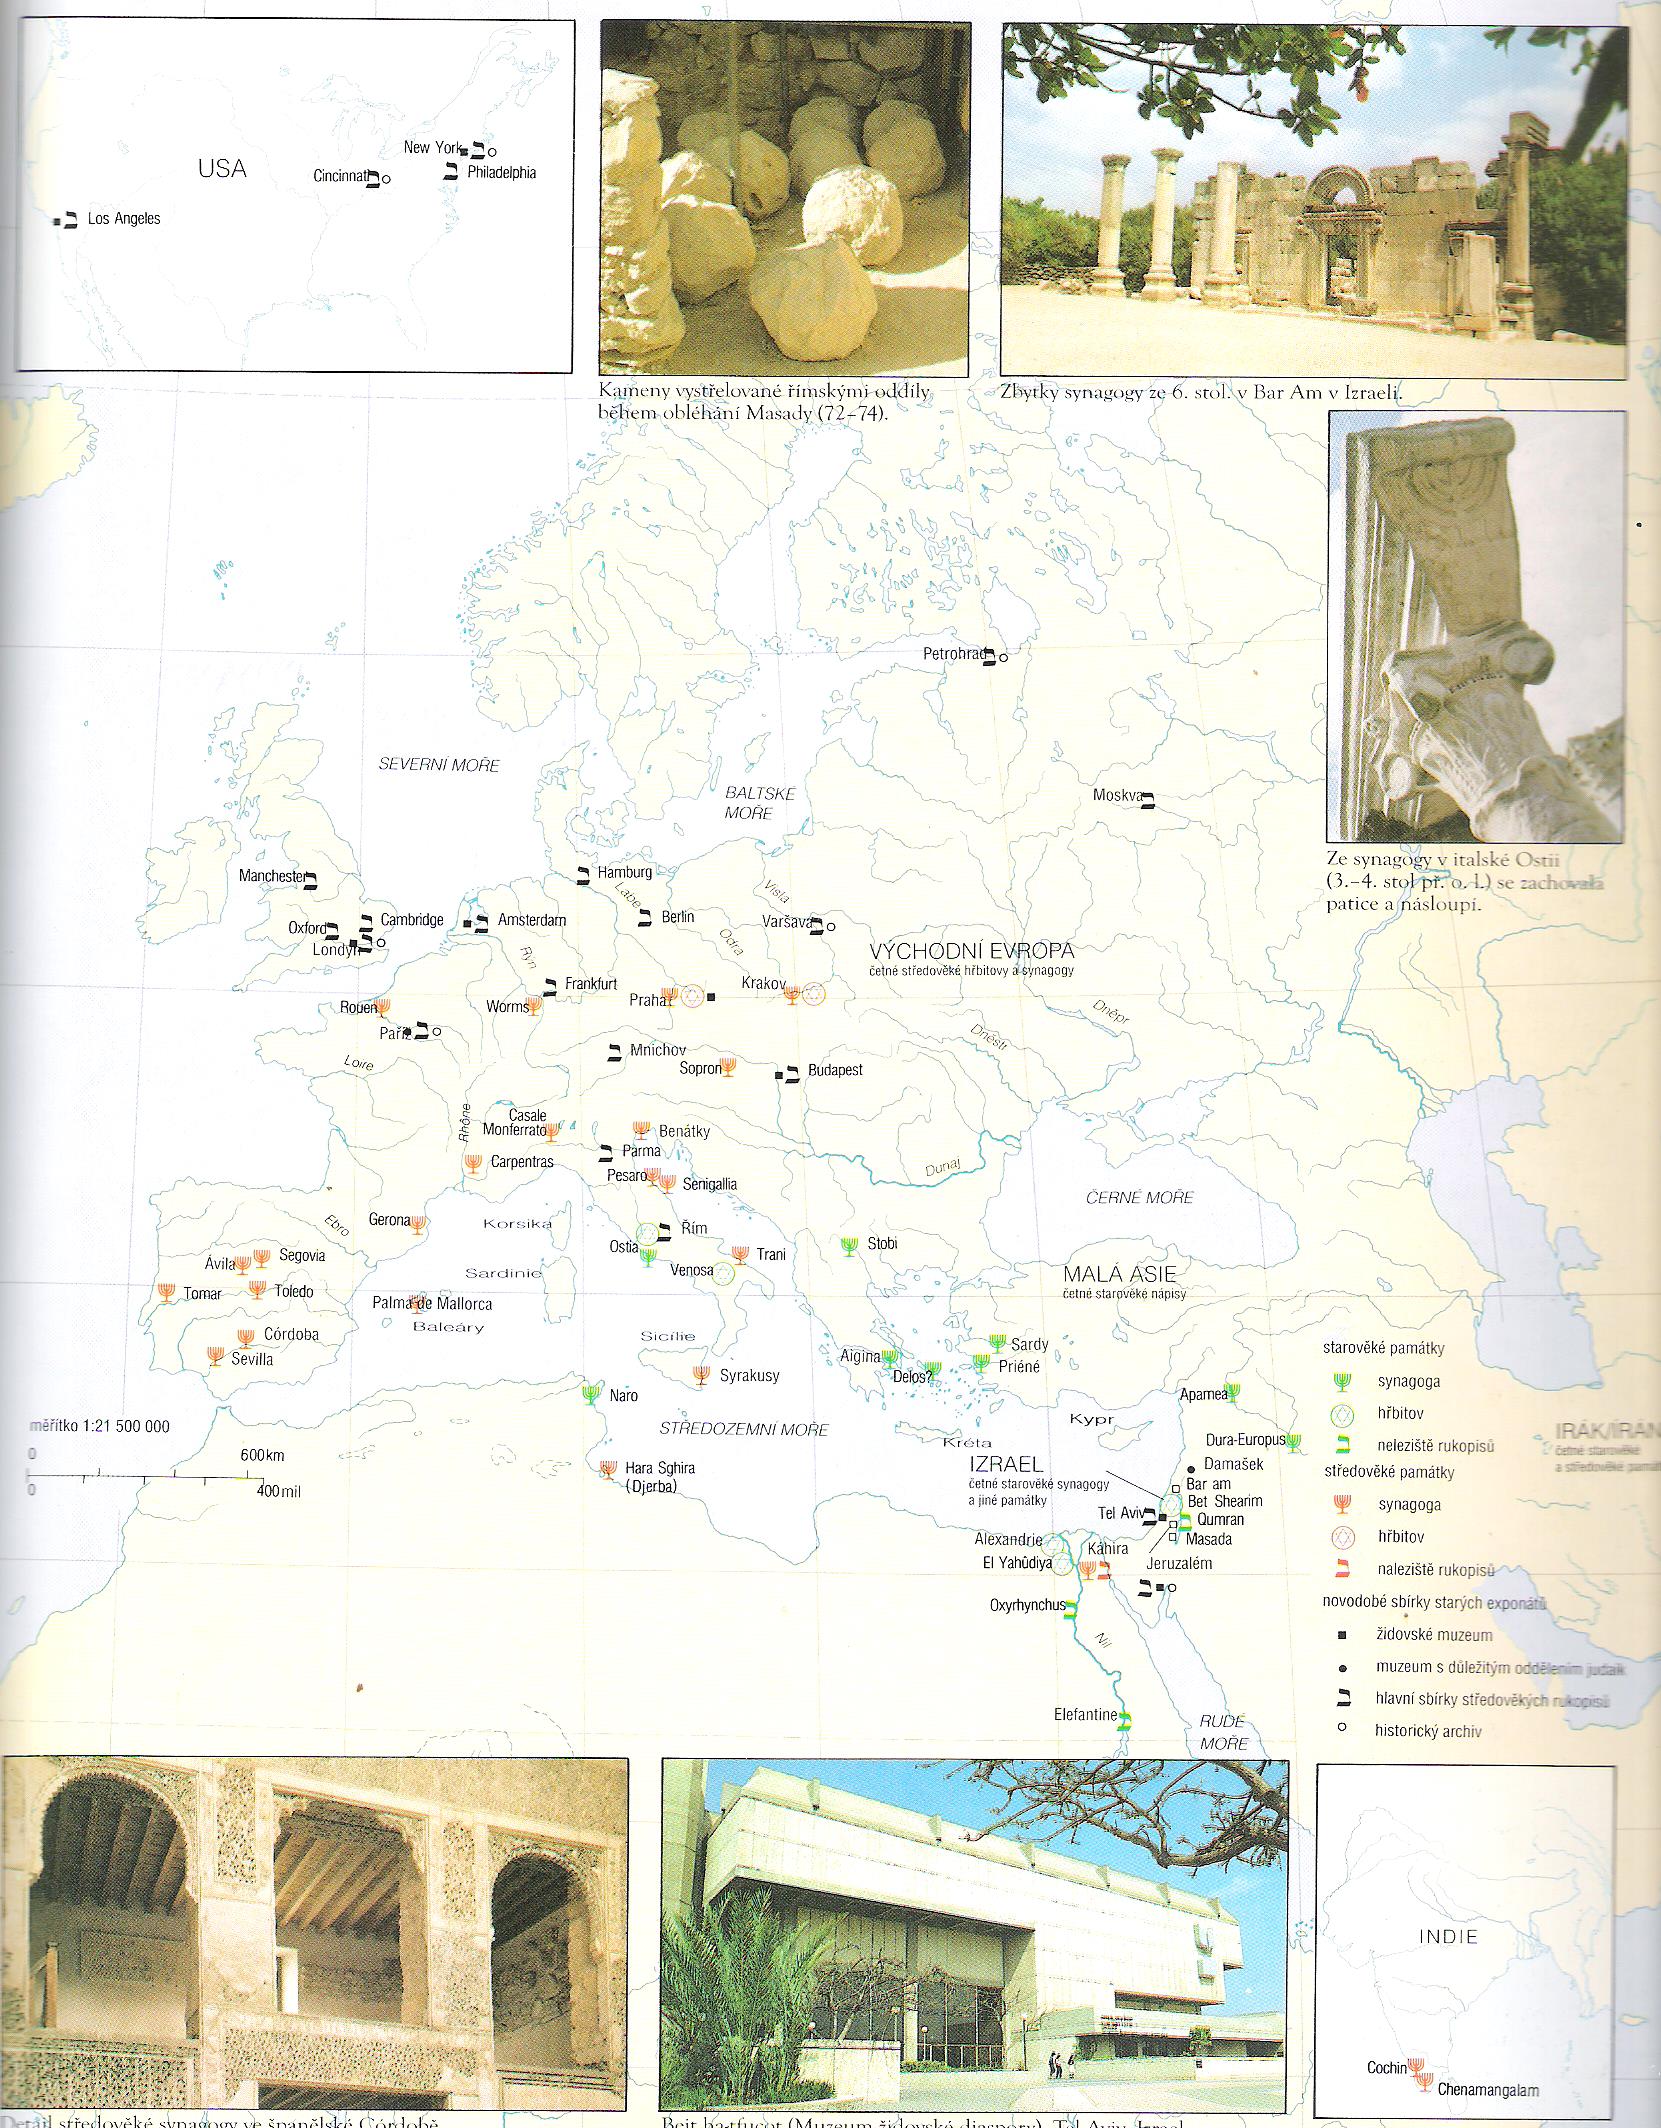 USA
New York
Cincinnati
Philadelphia
Los Angeles
Kameny vystřelované římskými oddíly
během obléhání Masady (72–74).
Zbytky synagogy ze 6. stol. v Bar Am v Izraeli.
Ze synagogy v italské Ostii
(3.–4. stol př. o. l.) se zachovala
patice a násloupí.
Petrohrad
SEVERNÍ MOŘE
BALTSKÉ
MOŘE
Moskva
Manchester
Hamburg
Labe
Visla
Oxford
Cambridge
Londýn
Amsterdam
Berlín
Varšava
Odra
Rýn
VÝCHODNÍ EVROPA
četné středověké hřbitovy a synagogy
Frankfurt
Rouen
Worms
Praha
Krakov
Dněpr
Dněstr
Paříž
Loire
Mnichov
Sopron
Budapest
Rhône
Casale
Monferrato
Benátky
Parma
Carpentras
Pesaro
Senigallia
Dunaj
ČERNÉ MOŘE
Ebro
Gerona
Korsika
Řím
Ostia
Trani
Stobi
Ávila
Segovia
Sardinie
Venosa
MALÁ ASIE
četné starověké nápisy
Tomar
Toledo
Palma de Mallorca
Baleáry
Córdoba
Sevilla
Sicílie
Syrakusy
Aigina
Delos?
Sardy
Priéné
Naro
Apamea
Kypr
STŘEDOZEMNÍ MOŘE
Kréta
Dura-Europus
Hara Sghira
(Djerba)
IZRAEL
četné starověké synagogy
a jiné památky
Damašek
Bar am
Bet Shearim
Tel Aviv
Qumran
Masada
Jeruzalém
Alexandrie
El Yahûdiya
Káhira
Oxyrhynchus
Nil
Elefantine
RUDÉ
MOŘE
měřítko 1:21 500 000
0
600km
0
400mil
starověké památky
synagoga
hřbitov
neleziště rukopisů
středověké památky
synagoga
hřbitov
naleziště rukopisů
novodobé sbírky starých exponátů
židovské muzeum
muzeum s důležitým oddělením judaik
hlavní sbírky středověkých rukopisů
historický archiv
IRÁK/ÍRÁN
četné starověké
a středověké
INDIE
Cochin
Chenamangalam
Detail středověké synagogy ve španělské Córdobě.
Bejt ha-tfucot (Muzeum židovské diaspory), Tel Aviv, Izrael.